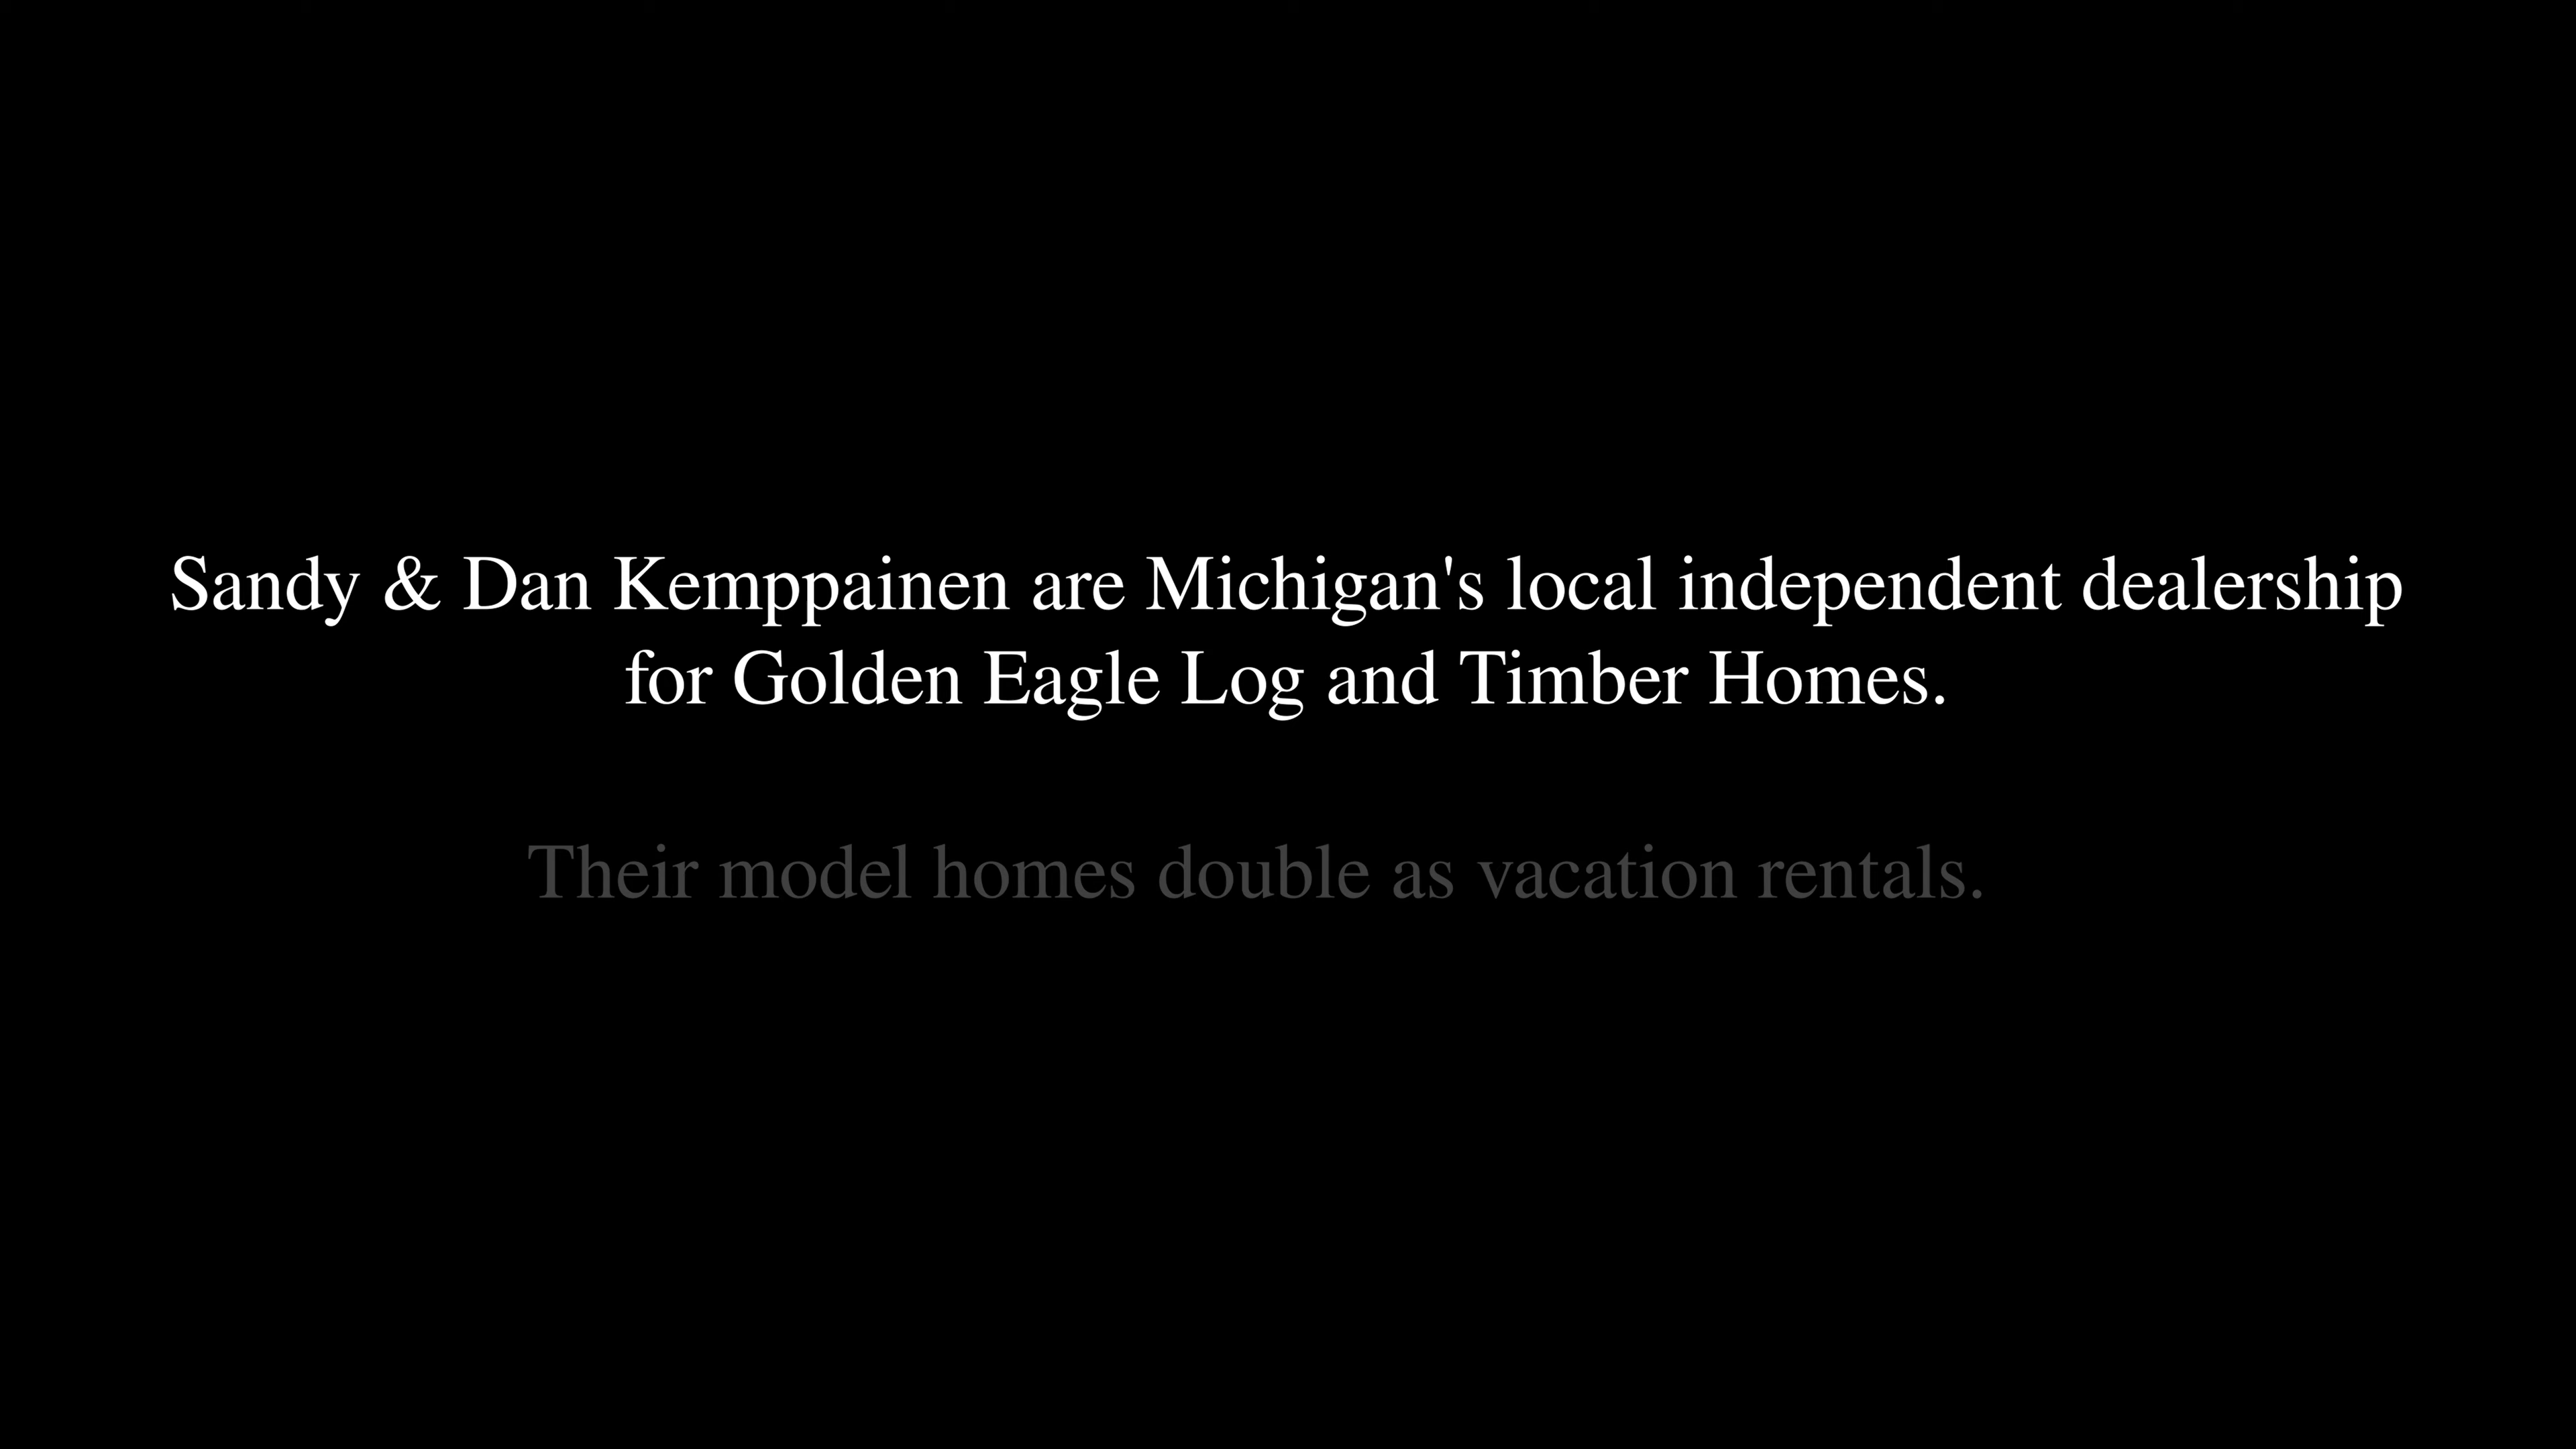 Sandy & Dan Kemppainen are Michigan's local independent dealership
for Golden Eagle Log and Timber Homes.
Their model homes double as vacation rentals.